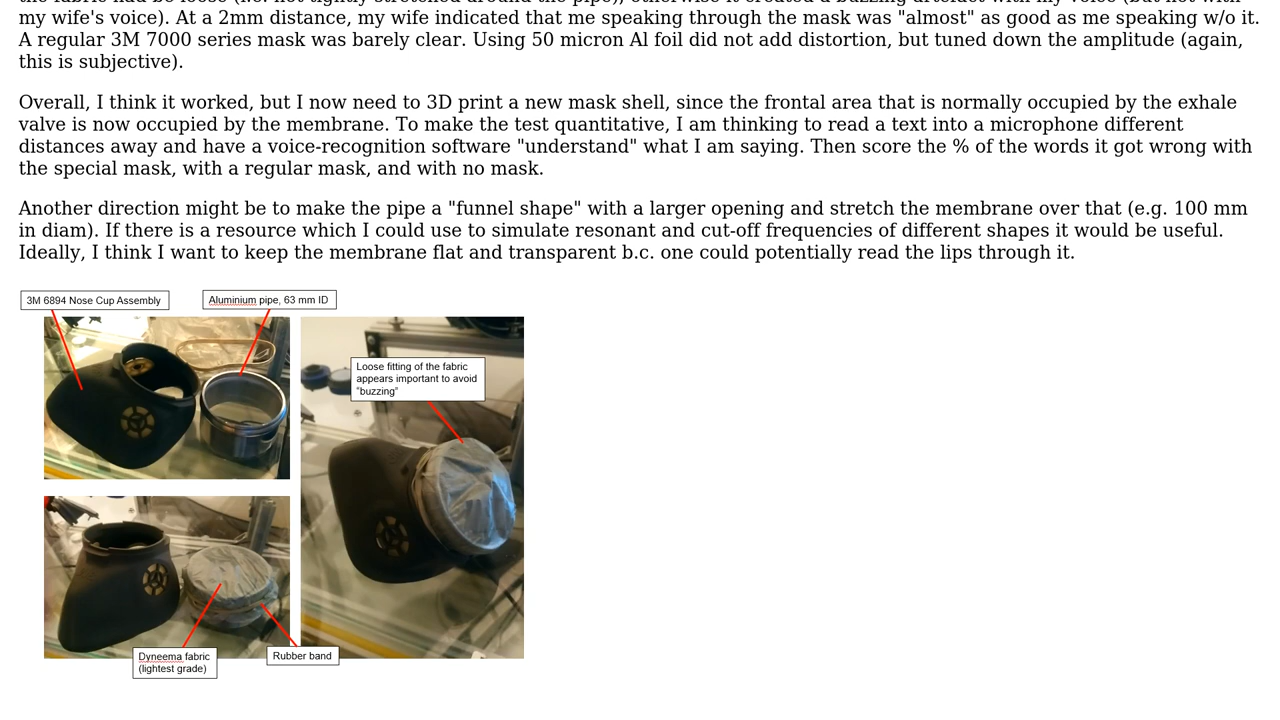 my wife's voice). At a 2mm distance, my wife indicated that me speaking through the mask was "almost" as good as me speaking w/o it.
A regular 3M 7000 series mask was barely clear. Using 50 micron Al foil did not add distortion, but tuned down the amplitude (again,
this is subjective).
Overall, I think it worked, but I now need to 3D print a new mask shell, since the frontal area that is normally occupied by the exhale
valve is now occupied by the membrane. To make the test quantitative, I am thinking to read a text into a microphone different
distances away and have a voice-recognition software "understand" what I am saying. Then score the % of the words it got wrong with
the special mask, with a regular mask, and with no mask.
Another direction might be to make the pipe a "funnel shape" with a larger opening and stretch the membrane over that (e.g. 100 mm
in diam). If there is a resource which I could use to simulate resonant and cut-off frequencies of different shapes it would be useful.
Ideally, I think I want to keep the membrane flat and transparent b.c. one could potentially read the lips through it.
3M 6894 Nose Cup Assembly
Aluminium pipe, 63 mm ID
Loose fitting of the fabric
appears important to avoid
"buzzing"
Dyneema fabric
(lightest grade)
Rubber band